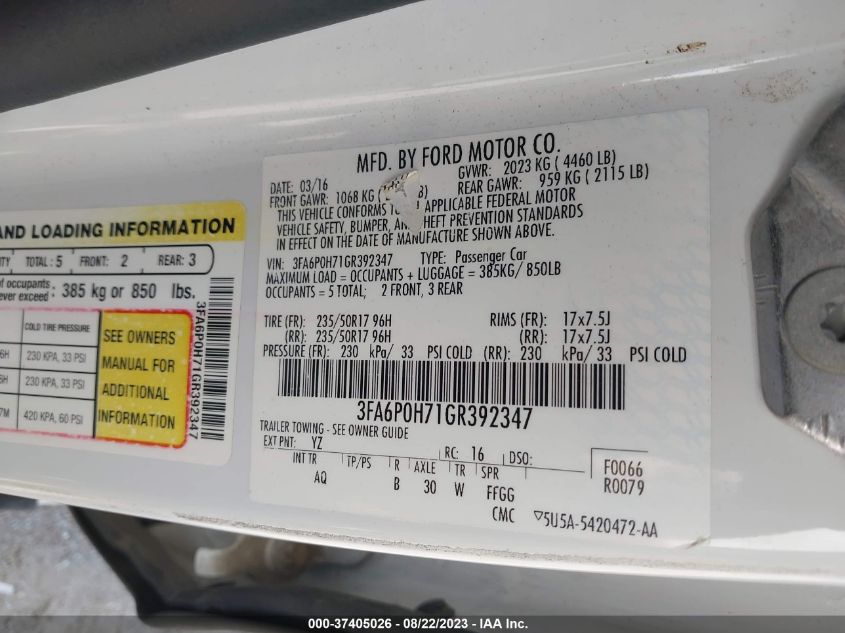 MFD. BY FORD MOTOR CO.
DATE: 03/16 GVWR: 2023 KG ( 4460 LB)
FRONT GAWR: 1068 KG ( B) REAR GAWR: 959 KG ( 2115 LB)
THIS VEHICLE CONFORMS APPLICABLE FEDERAL MOTOR
VEHICLE SAFETY, BUMPER, AND THEFT PREVENTION STANDARDS
IN EFFECT ON THE DATE OF MANUFACTURE SHOWN ABOVE.
VIN: 3FA6P0H71GR392347 TYPE: Passenger Car
MAXIMUM LOAD = OCCUPANTS + LUGGAGE = 385KG/ 850LB
OCCUPANTS = 5 TOTAL; 2 FRONT, 3 REAR
TIRE (FR): 235/50R17 96H RIMS (FR): 17x7.5J
(RR): 235/50R17 96H (RR): 17x7.5J
PRESSURE (FR): 230 kPa/ 33 PSI COLD (RR): 230 kPa/ 33 PSI COLD
3FA6P0H71GR392347
TRAILER TOWING - SEE OWNER GUIDE
EXT PNT: YZ RC: 16 DSO:
INT TR TP/PS R AXLE TR SPR
AQ B 30 W FFGG
F0066
R0079
CMC ▽5U5A-5420472-AA
AND LOADING INFORMATION
TOTAL : 5 FRONT: 2 REAR: 3
of occupants
never exceed : 385 kg or 850 lbs.
COLD TIRE PRESSURE
230 KPA, 33 PSI
230 KPA, 33 PSI
420 KPA, 60 PSI
SEE OWNERS
MANUAL FOR
ADDITIONAL
INFORMATION
3FA6P0H71GR392347
000-37405026 - 08/22/2023 - IAAI.com